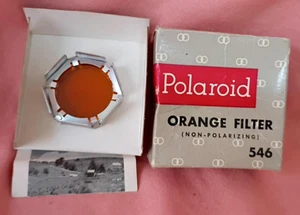 Polaroid
ORANGE FILTER
[NON-POLARIZING]
546